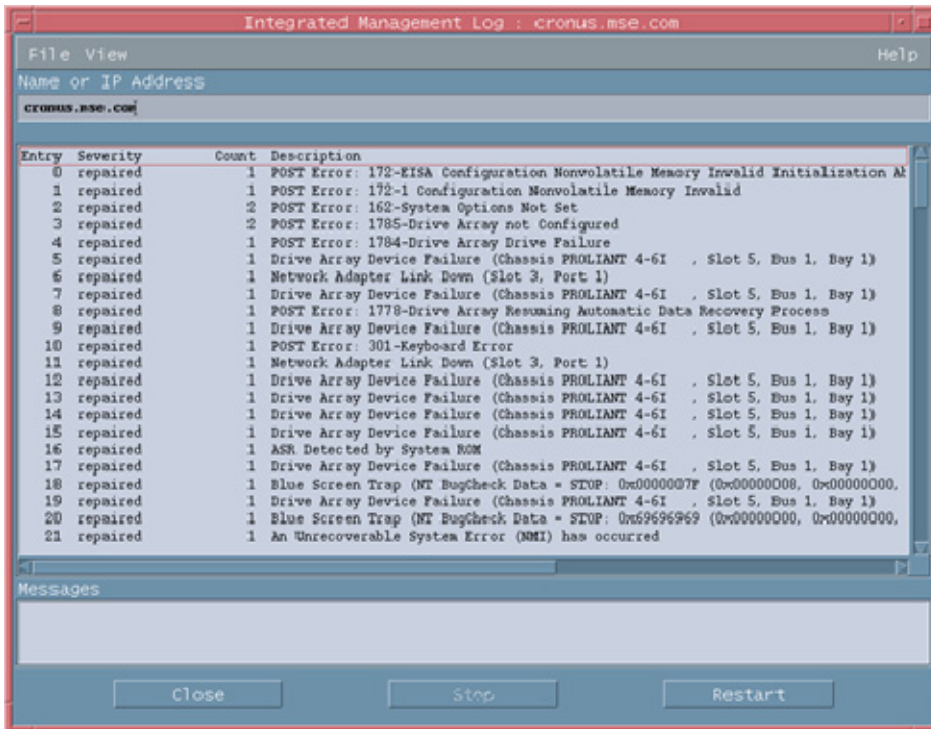 Integrated Management Log : cronus.mse.com
File View Help
Name or IP Address
cronus.mse.com
Entry Severity Count Description
0 repaired 1 POST Error: 172-EISA Configuration Nonvolatile Memory Invalid Initialization Ab
1 repaired 1 POST Error: 172-1 Configuration Nonvolatile Memory Invalid
2 repaired 2 POST Error: 162-System Options Not Set
3 repaired 2 POST Error: 1785-Drive Array not Configured
4 repaired 1 POST Error: 1784-Drive Array Drive Failure
5 repaired 1 Drive Array Device Failure (Chassis PROLIANT 4-6I , Slot 5, Bus 1, Bay 1)
6 repaired 1 Network Adapter Link Down (Slot 3, Port 1)
7 repaired 1 Drive Array Device Failure (Chassis PROLIANT 4-6I , Slot 5, Bus 1, Bay 1)
8 repaired 1 POST Error: 1778-Drive Array Resuming Automatic Data Recovery Process
9 repaired 1 Drive Array Device Failure (Chassis PROLIANT 4-6I , Slot 5, Bus 1, Bay 1)
10 repaired 1 POST Error: 301-Keyboard Error
11 repaired 1 Network Adapter Link Down (Slot 3, Port 1)
12 repaired 1 Drive Array Device Failure (Chassis PROLIANT 4-6I , Slot 5, Bus 1, Bay 1)
13 repaired 1 Drive Array Device Failure (Chassis PROLIANT 4-6I , Slot 5, Bus 1, Bay 1)
14 repaired 1 Drive Array Device Failure (Chassis PROLIANT 4-6I , Slot 5, Bus 1, Bay 1)
15 repaired 1 Drive Array Device Failure (Chassis PROLIANT 4-6I , Slot 5, Bus 1, Bay 1)
16 repaired 1 ASR Detected by System ROM
17 repaired 1 Drive Array Device Failure (Chassis PROLIANT 4-6I , Slot 5, Bus 1, Bay 1)
18 repaired 1 Blue Screen Trap (NT BugCheck Data = STOP: 0x0000007F (0x00000008, 0x00000000,
19 repaired 1 Drive Array Device Failure (Chassis PROLIANT 4-6I , Slot 5, Bus 1, Bay 1)
20 repaired 1 Blue Screen Trap (NT BugCheck Data = STOP: 0x69696969 (0x00000000, 0x00000000,
21 repaired 1 An Unrecoverable System Error (NMI) has occurred
Messages
Close Stop Restart